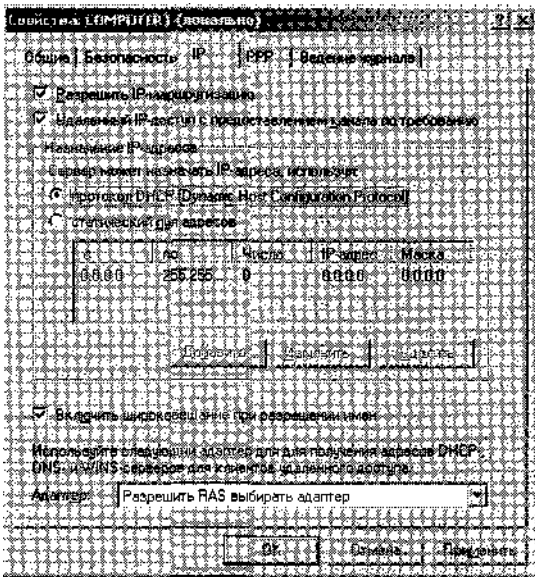 Свойства: COMPUTER1 (локально)
Общие Безопасность IP PPP Ведение журнала
Разрешить IP-маршрутизацию
Удаленный IP-доступ с предоставлением канала по требованию
Назначение IP-адресов
Сервер может назначать IP-адреса, используя:
протокол DHCP (Dynamic Host Configuration Protocol)
статический пул адресов
С по Число IP-адрес Маска
0.0.0.0 255.255... 0 0.0.0.0 0.0.0.0
Добавить... Изменить... Удалить
Включить широковещание при разрешении имен
Используйте следующий адаптер для для получения адресов DHCP-,
DNS- и WINS-серверов для клиентов удаленного доступа.
Адаптер: Разрешить RAS выбирать адаптер
OK Отмена Применить